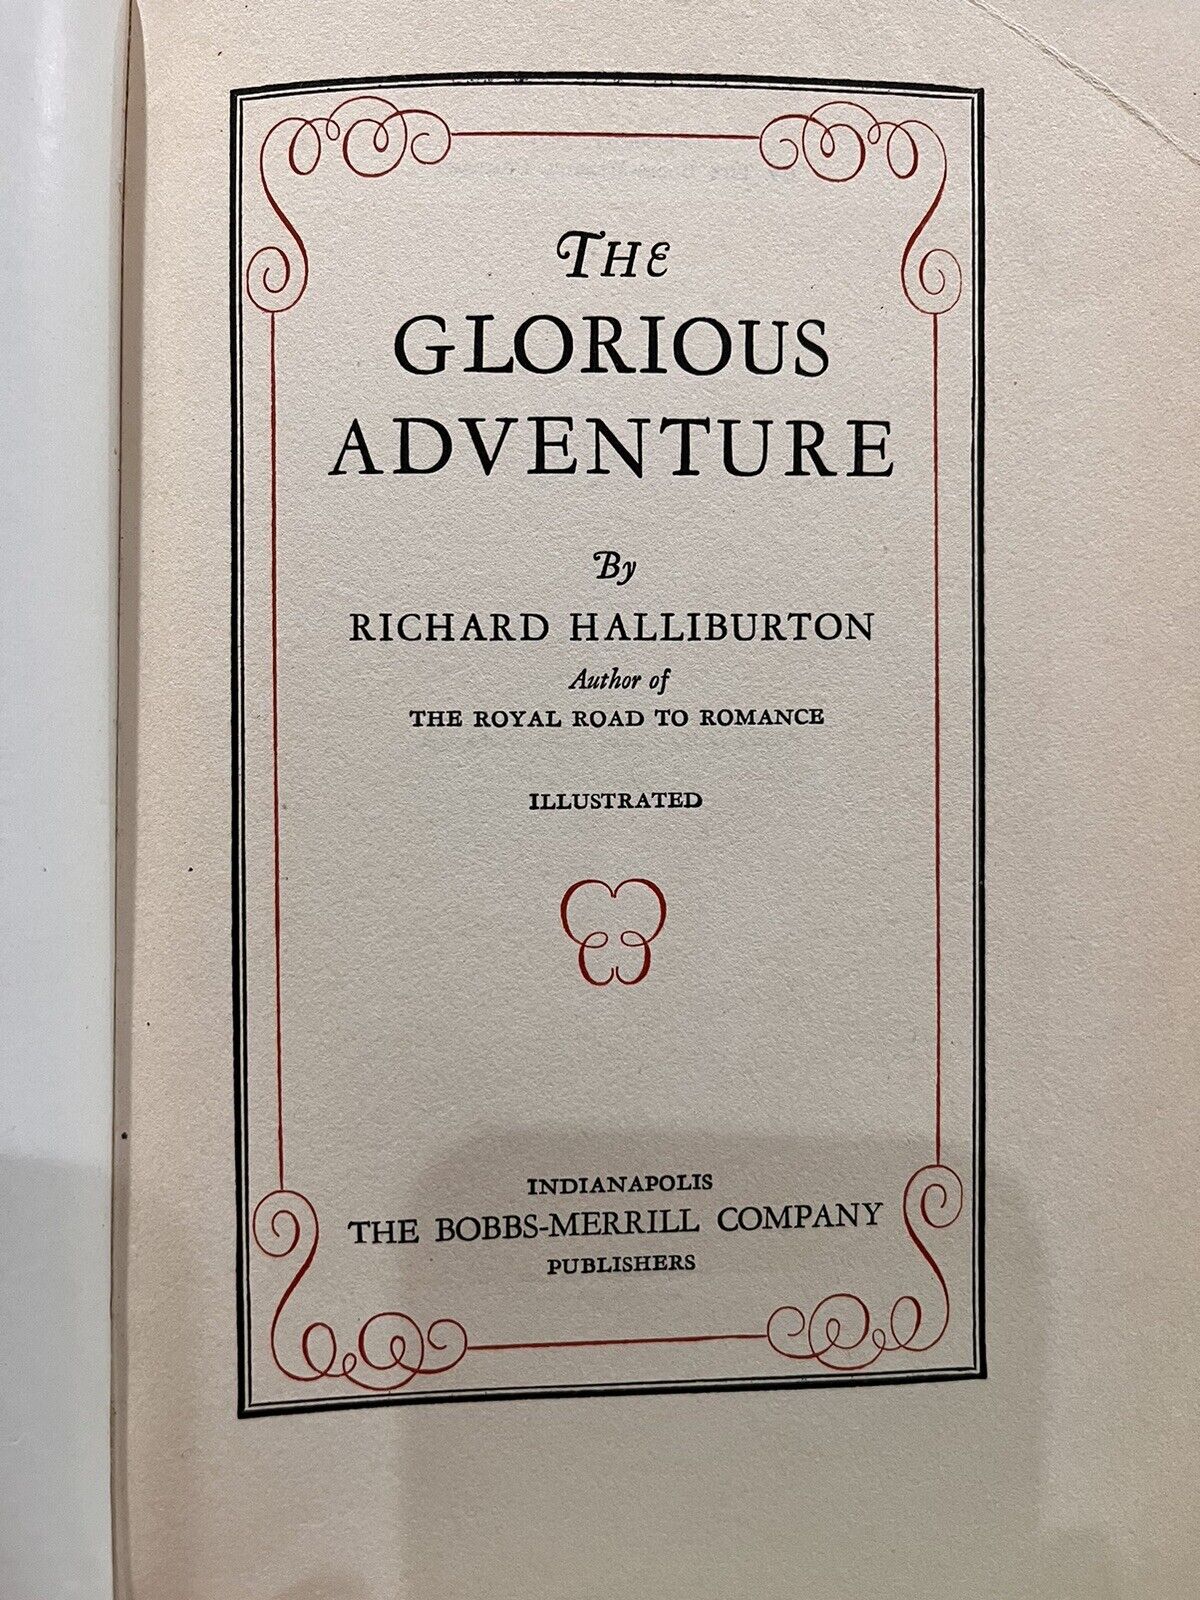 THE
GLORIOUS
ADVENTURE
By
RICHARD HALLIBURTON
Author of
THE ROYAL ROAD TO ROMANCE
ILLUSTRATED
INDIANAPOLIS
THE BOBBS-MERRILL COMPANY
PUBLISHERS